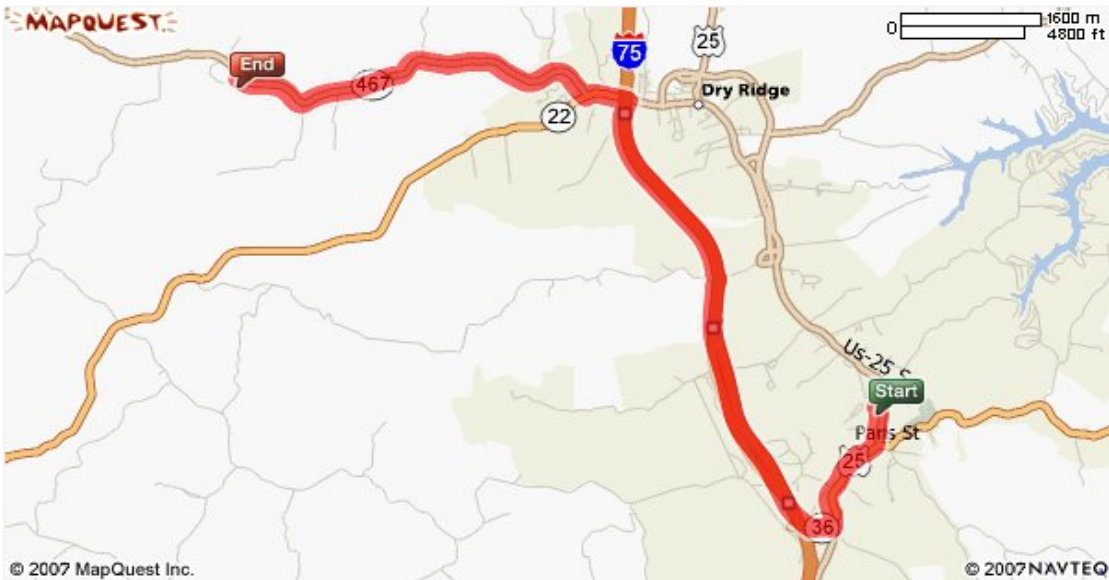 MAPQUEST.
0
1600 m
4800 ft
75
25
End
467
Dry Ridge
22
Us-25 S
Start
Paris St
25
36
© 2007 MapQuest Inc.
© 2007 NAVTEQ